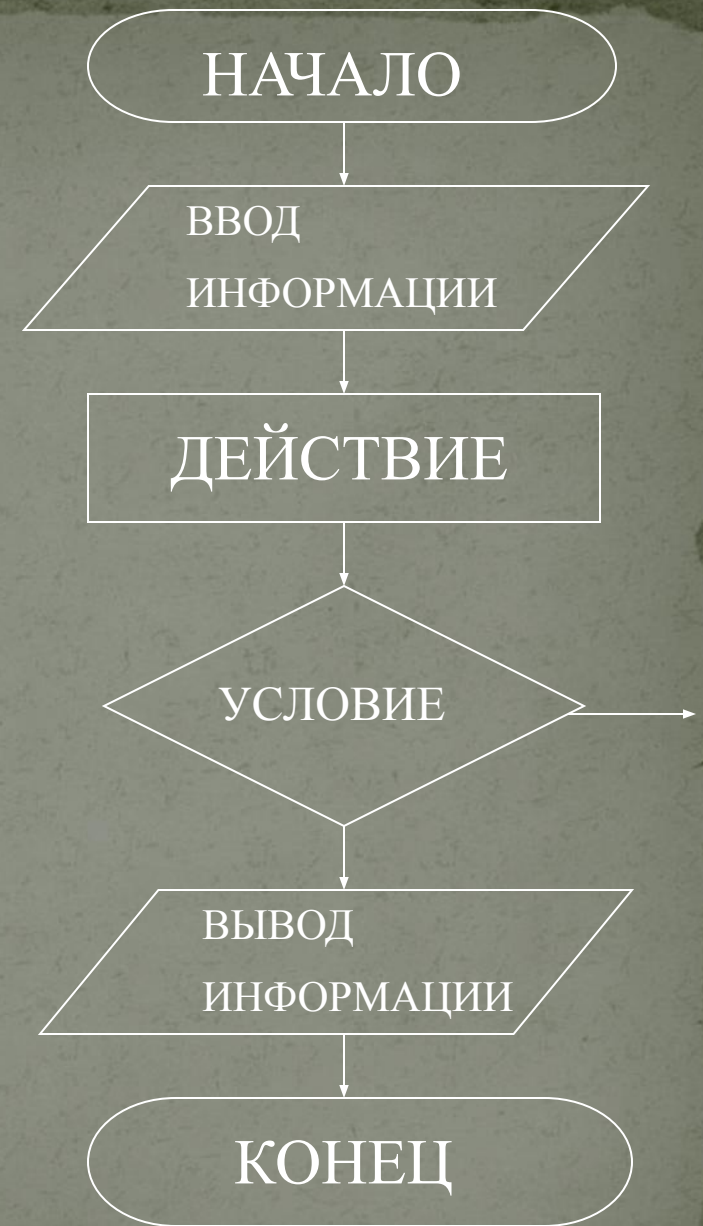 НАЧАЛО
ВВОД
ИНФОРМАЦИИ
ДЕЙСТВИЕ
УСЛОВИЕ
ВЫВОД
ИНФОРМАЦИИ
КОНЕЦ